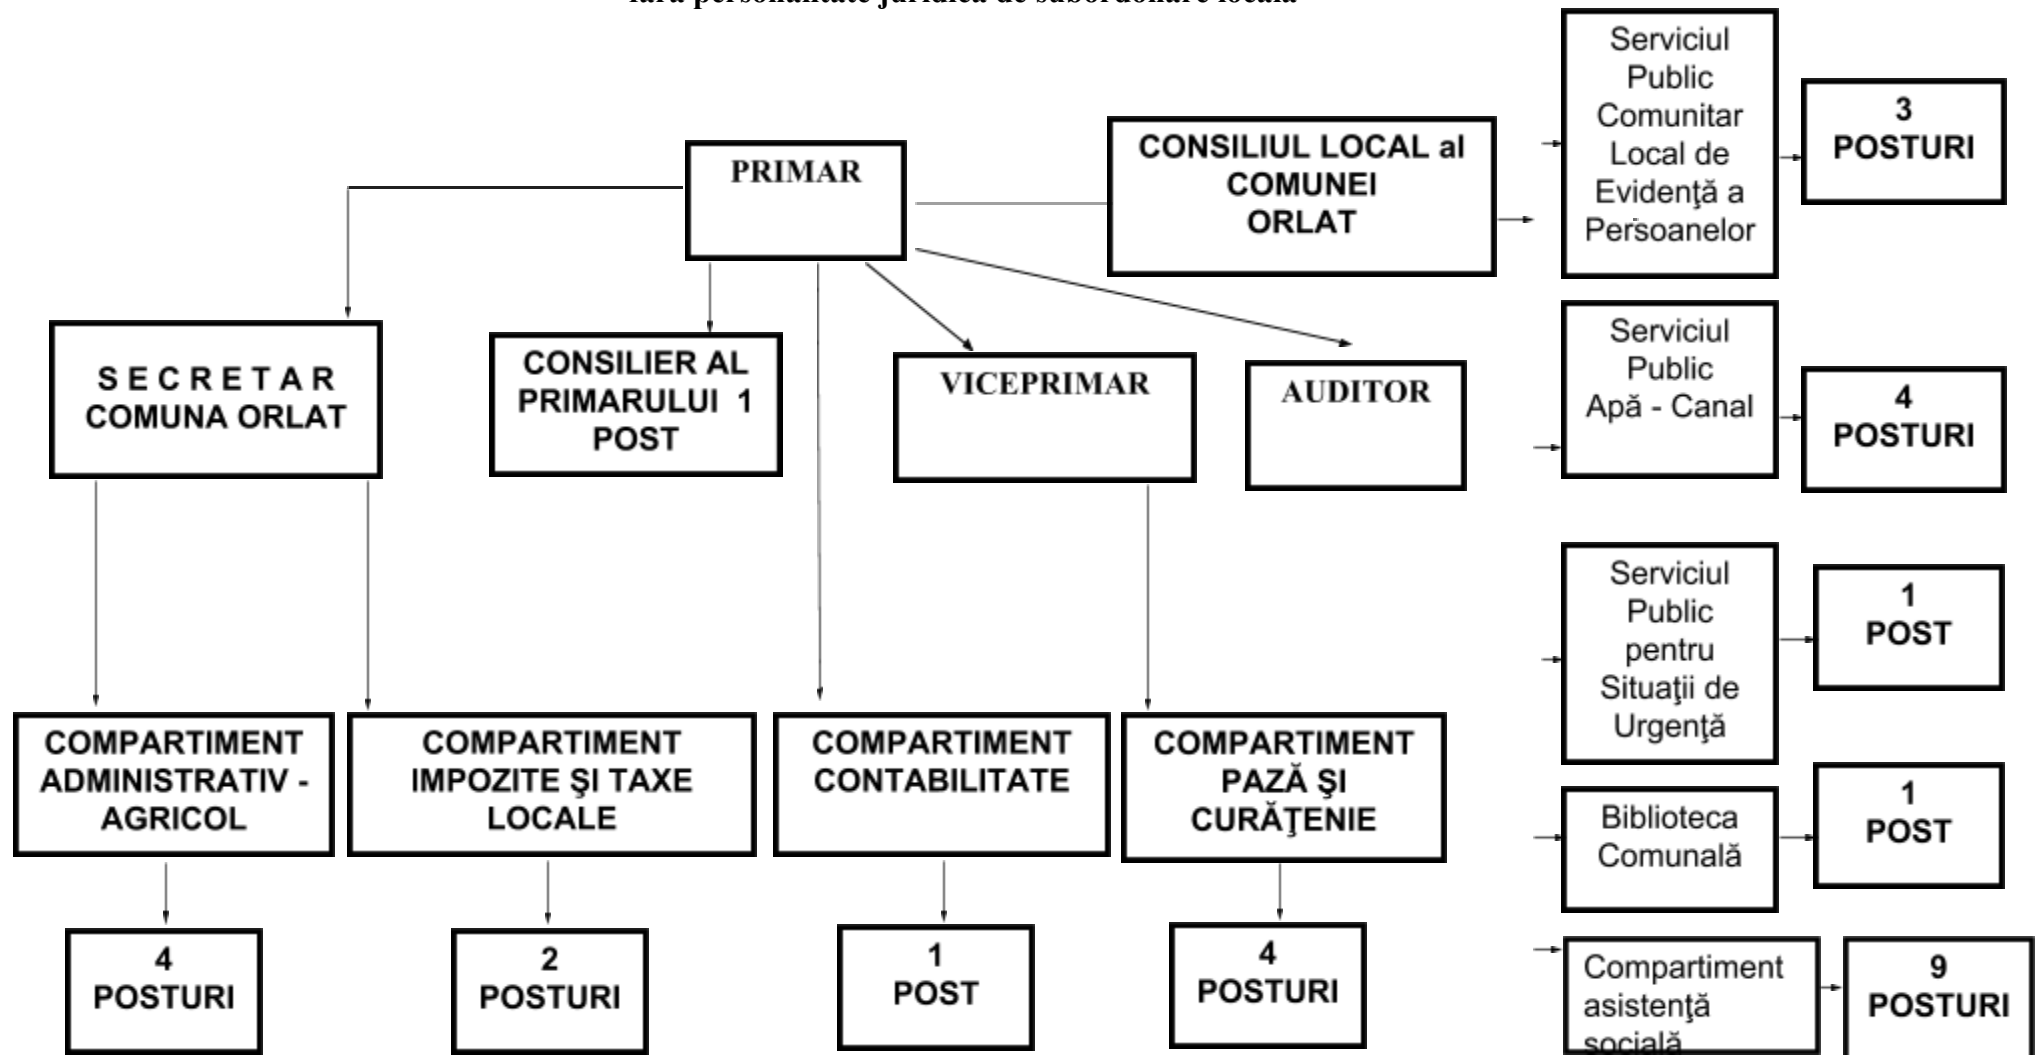 fără personalitate juridică de subordonare locală
PRIMAR
CONSILIUL LOCAL al
COMUNEI
ORLAT
S E C R E T A R
COMUNA ORLAT
CONSILIER AL
PRIMARULUI 1
POST
VICEPRIMAR
AUDITOR
COMPARTIMENT
ADMINISTRATIV -
AGRICOL
COMPARTIMENT
IMPOZITE ŞI TAXE
LOCALE
COMPARTIMENT
CONTABILITATE
COMPARTIMENT
PAZĂ ŞI
CURĂŢENIE
4
POSTURI
2
POSTURI
1
POST
4
POSTURI
Serviciul
Public
Comunitar
Local de
Evidenţă a
Persoanelor
3
POSTURI
Serviciul
Public
Apă - Canal
4
POSTURI
Serviciul
Public
pentru
Situaţii de
Urgenţă
1
POST
Biblioteca
Comunală
1
POST
Compartiment
asistenţă
socială
9
POSTURI